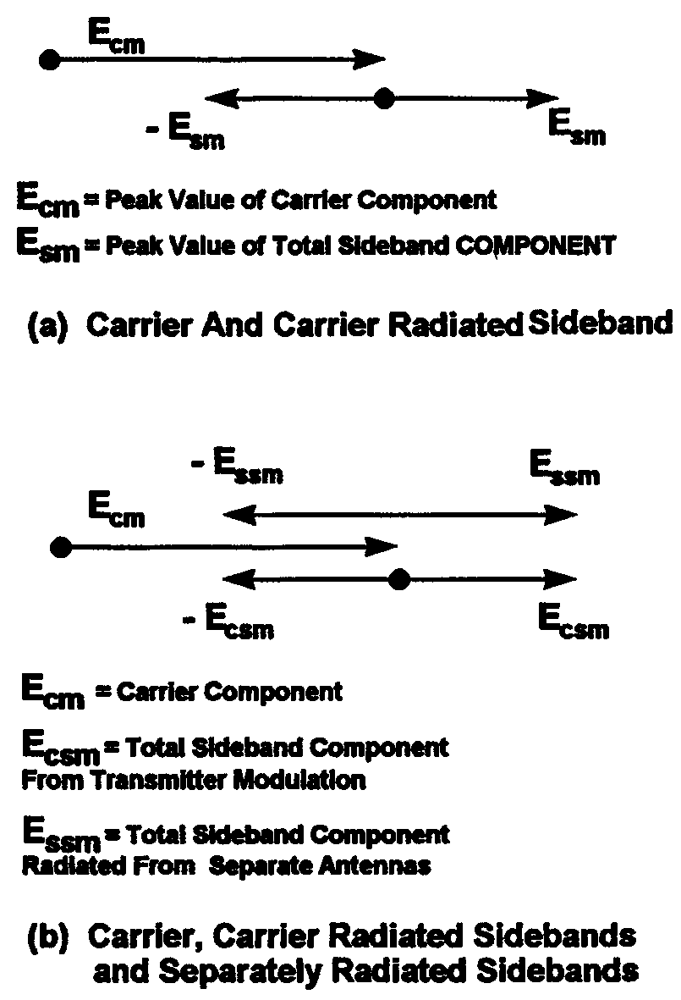 Ecm
- Esm
Esm
Ecm = Peak Value of Carrier Component
Esm = Peak Value of Total Sideband COMPONENT
(a) Carrier And Carrier Radiated Sideband
- Essm
Essm
Ecm
- Ecsm
Ecsm
Ecm = Carrier Component
Ecsm = Total Sideband Component
From Transmitter Modulation
Essm = Total Sideband Component
Radiated From Separate Antennas
(b) Carrier, Carrier Radiated Sidebands
and Separately Radiated Sidebands